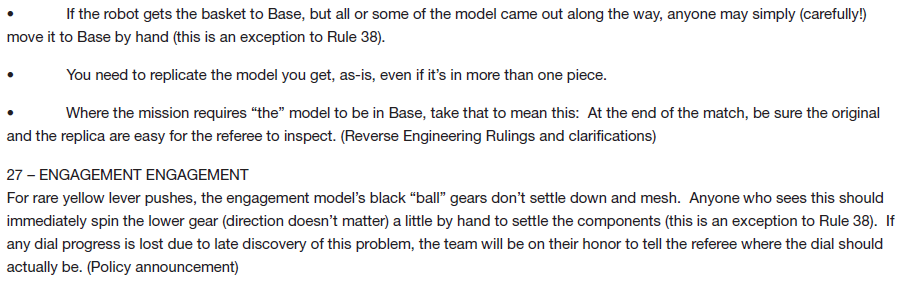 • If the robot gets the basket to Base, but all or some of the model came out along the way, anyone may simply (carefully!)
move it to Base by hand (this is an exception to Rule 38).
• You need to replicate the model you get, as-is, even if it’s in more than one piece.
• Where the mission requires “the” model to be in Base, take that to mean this:  At the end of the match, be sure the original
and the replica are easy for the referee to inspect. (Reverse Engineering Rulings and clarifications)
27 – ENGAGEMENT ENGAGEMENT
For rare yellow lever pushes, the engagement model’s black “ball” gears don’t settle down and mesh.  Anyone who sees this should
immediately spin the lower gear (direction doesn’t matter) a little by hand to settle the components (this is an exception to Rule 38).  If
any dial progress is lost due to late discovery of this problem, the team will be on their honor to tell the referee where the dial should
actually be. (Policy announcement)